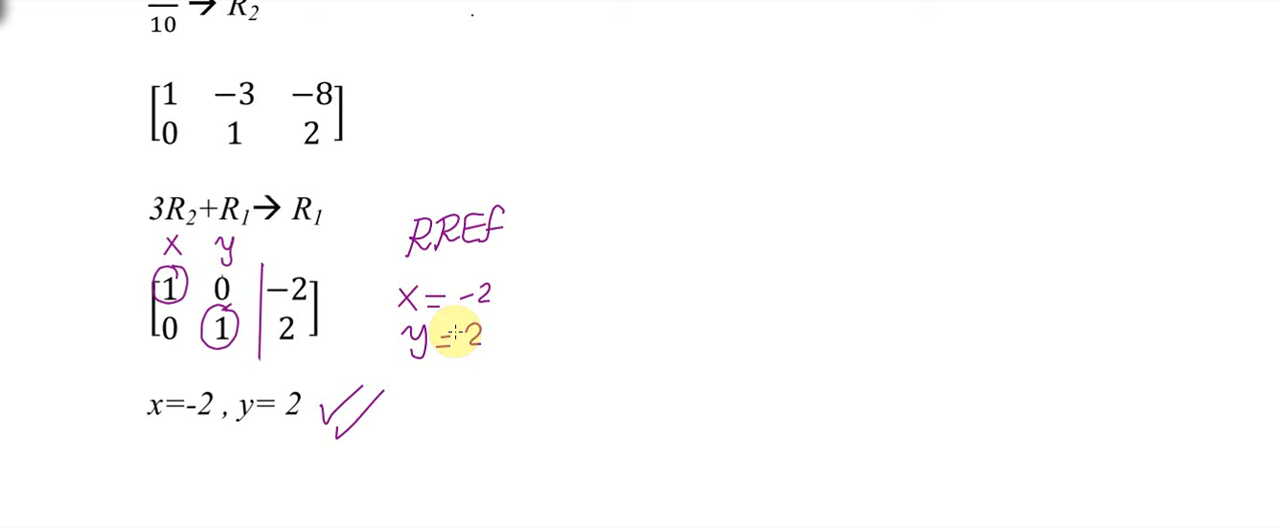 10 → R2
[1 -3 -8]
[0 1 2]
3R2+R1→ R1
RREF
x y
[1 0 | -2]
[0 1 | 2]
x = -2
y = 2
x=-2 , y= 2